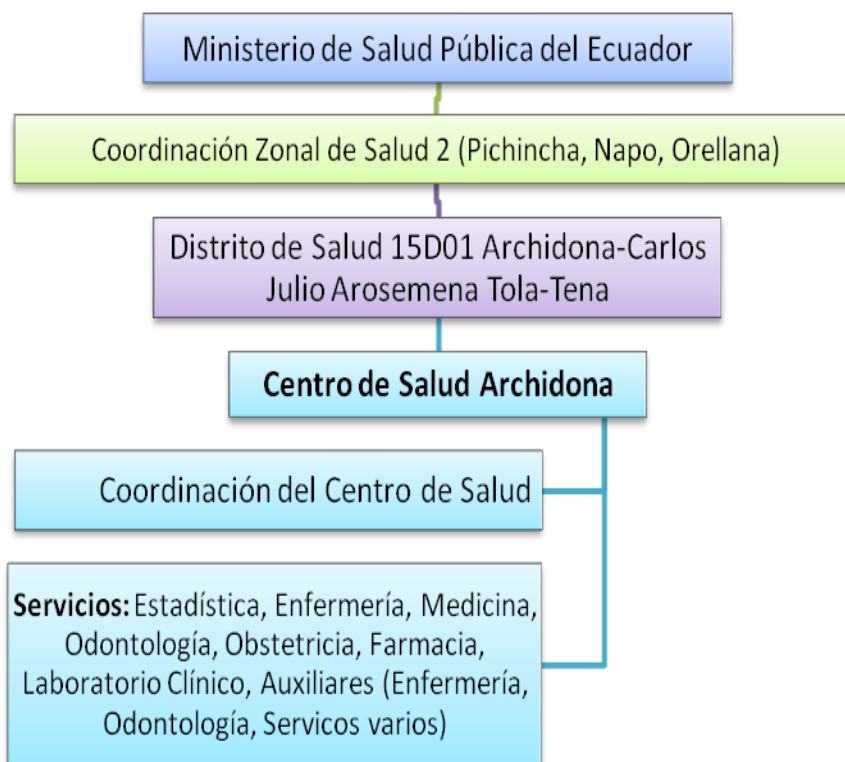 Ministerio de Salud Pública del Ecuador
Coordinación Zonal de Salud 2 (Pichincha, Napo, Orellana)
Distrito de Salud 15D01 Archidona-Carlos
Julio Arosemena Tola-Tena
Centro de Salud Archidona
Coordinación del Centro de Salud
Servicios: Estadística, Enfermería, Medicina,
Odontología, Obstetricia, Farmacia,
Laboratorio Clínico, Auxiliares (Enfermería,
Odontología, Servicos varios)